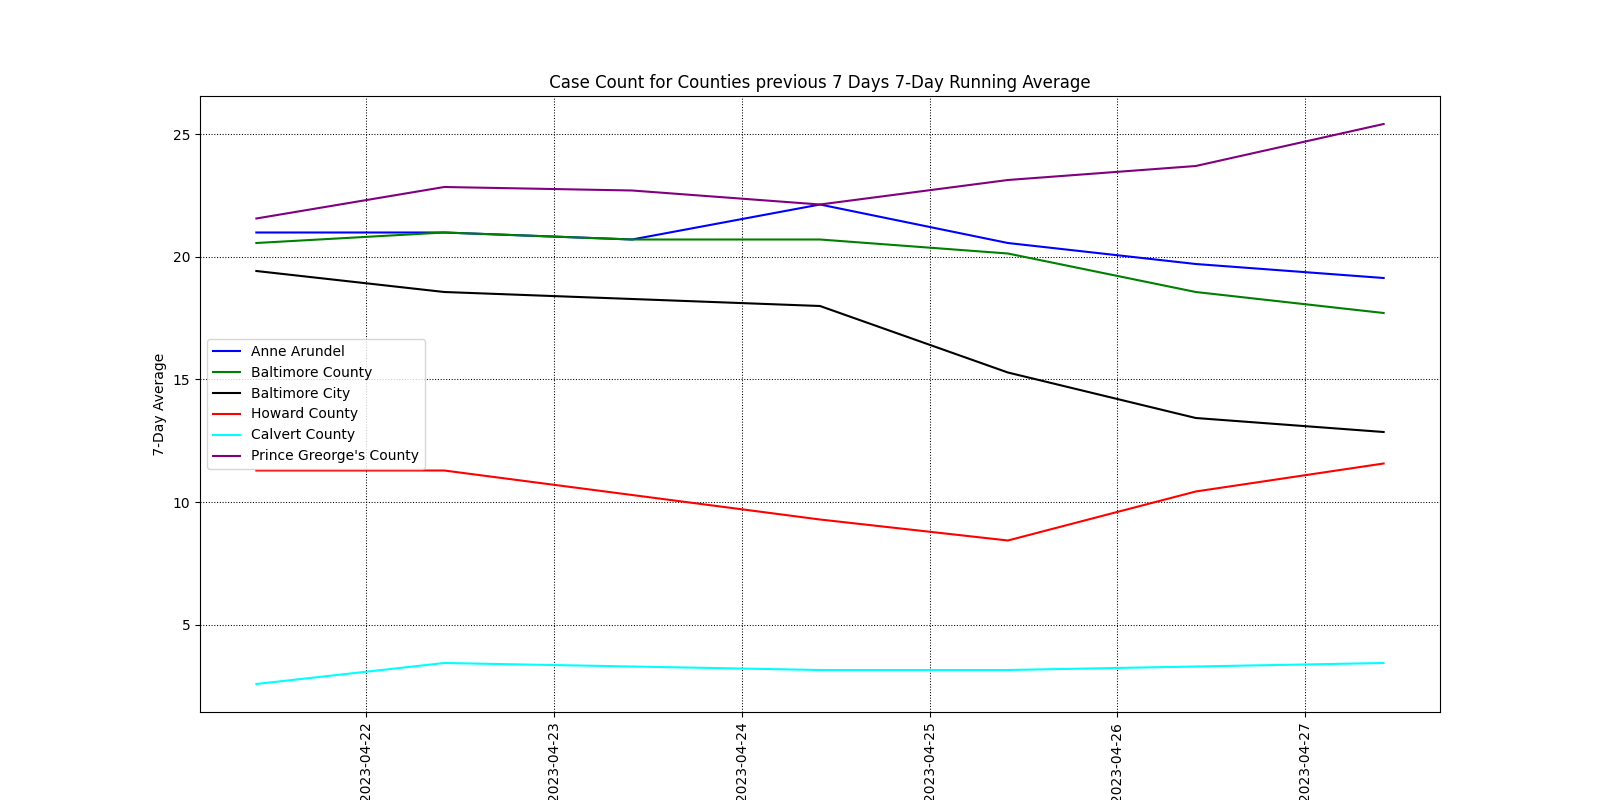 Case Count for Counties previous 7 Days 7-Day Running Average
25
20
15
10
5
7-Day Average
Anne Arundel
Baltimore County
Baltimore City
Howard County
Calvert County
Prince Greorge's County
2023-04-22
2023-04-23
2023-04-24
2023-04-25
2023-04-26
2023-04-27